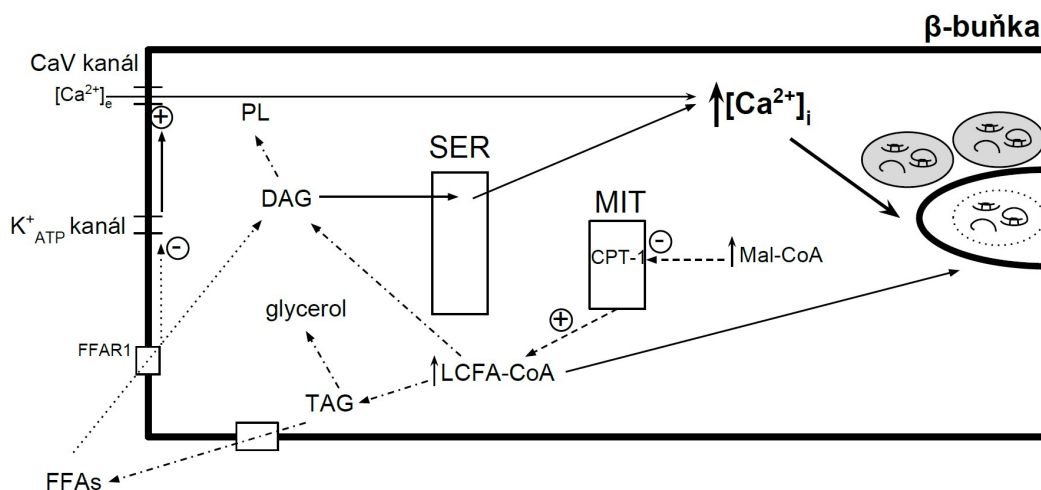 β-buňka
CaV kanál
[Ca²⁺]ₑ
+
PL
[Ca²⁺]ᵢ
SER
DAG
MIT
K⁺ATP kanál
−
CPT-1
−
Mal-CoA
glycerol
+
FFAR1
LCFA-CoA
TAG
FFAs